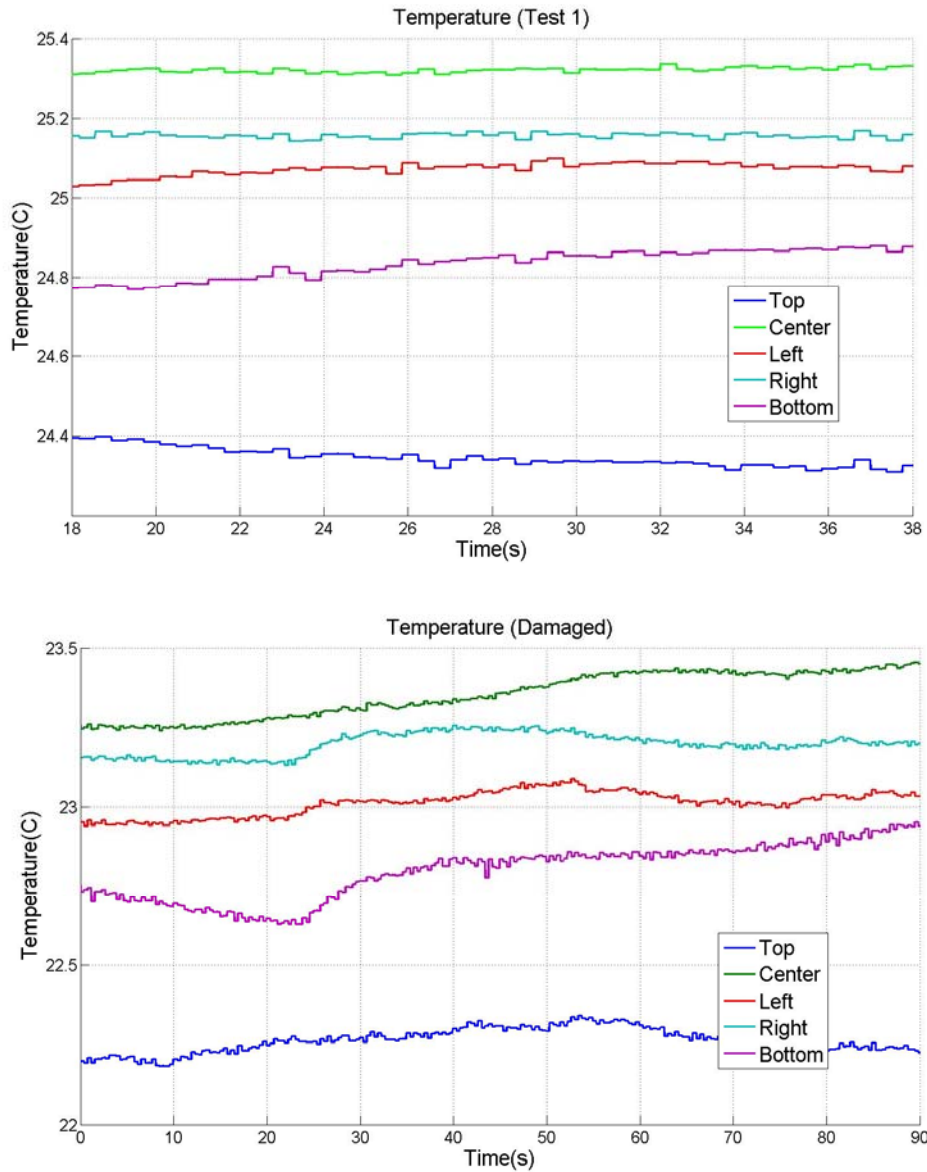 Temperature (Test 1)
25.4
25.2
25
24.8
24.6
24.4
Temperature(C)
Top
Center
Left
Right
Bottom
18 20 22 24 26 28 30 32 34 36 38
Time(s)
Temperature (Damaged)
23.5
23
22.5
22
Temperature(C)
Top
Center
Left
Right
Bottom
0 10 20 30 40 50 60 70 80 90
Time(s)